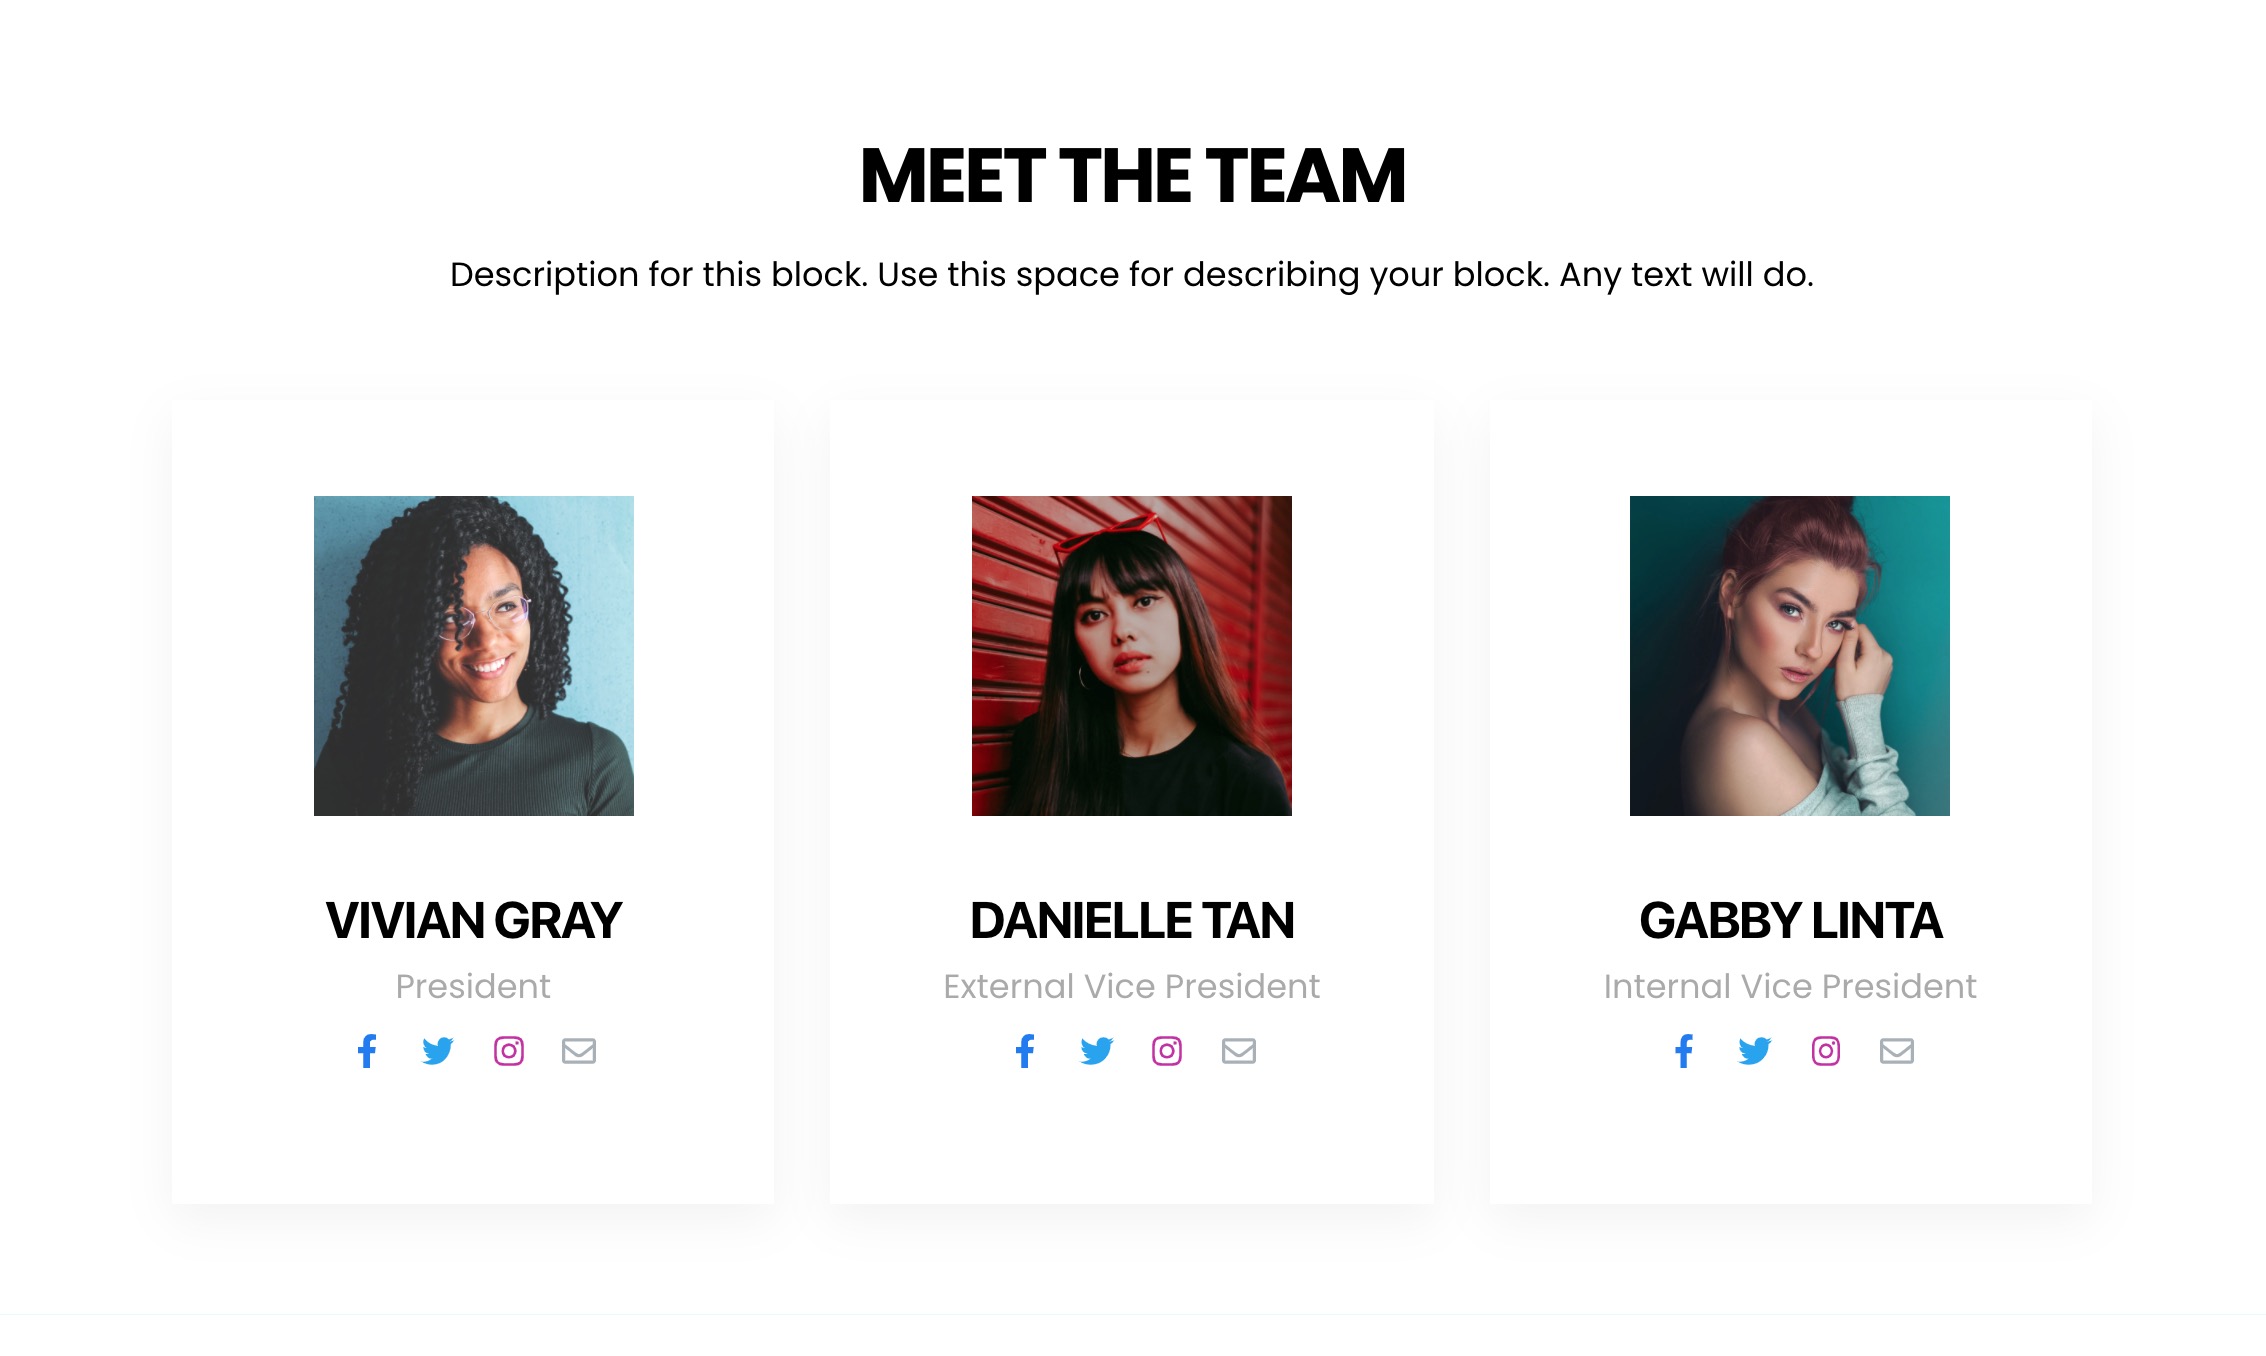 MEET THE TEAM
Description for this block. Use this space for describing your block. Any text will do.
VIVIAN GRAY
President
DANIELLE TAN
External Vice President
GABBY LINTA
Internal Vice President